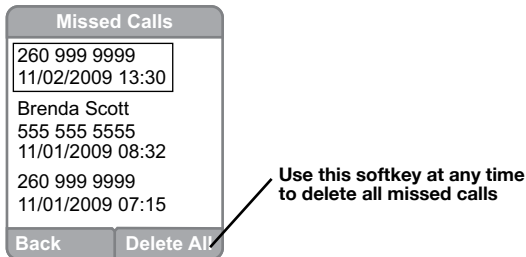 Missed Calls
260 999 9999
11/02/2009 13:30
Brenda Scott
555 555 5555
11/01/2009 08:32
260 999 9999
11/01/2009 07:15
Back Delete All
Use this softkey at any time
to delete all missed calls